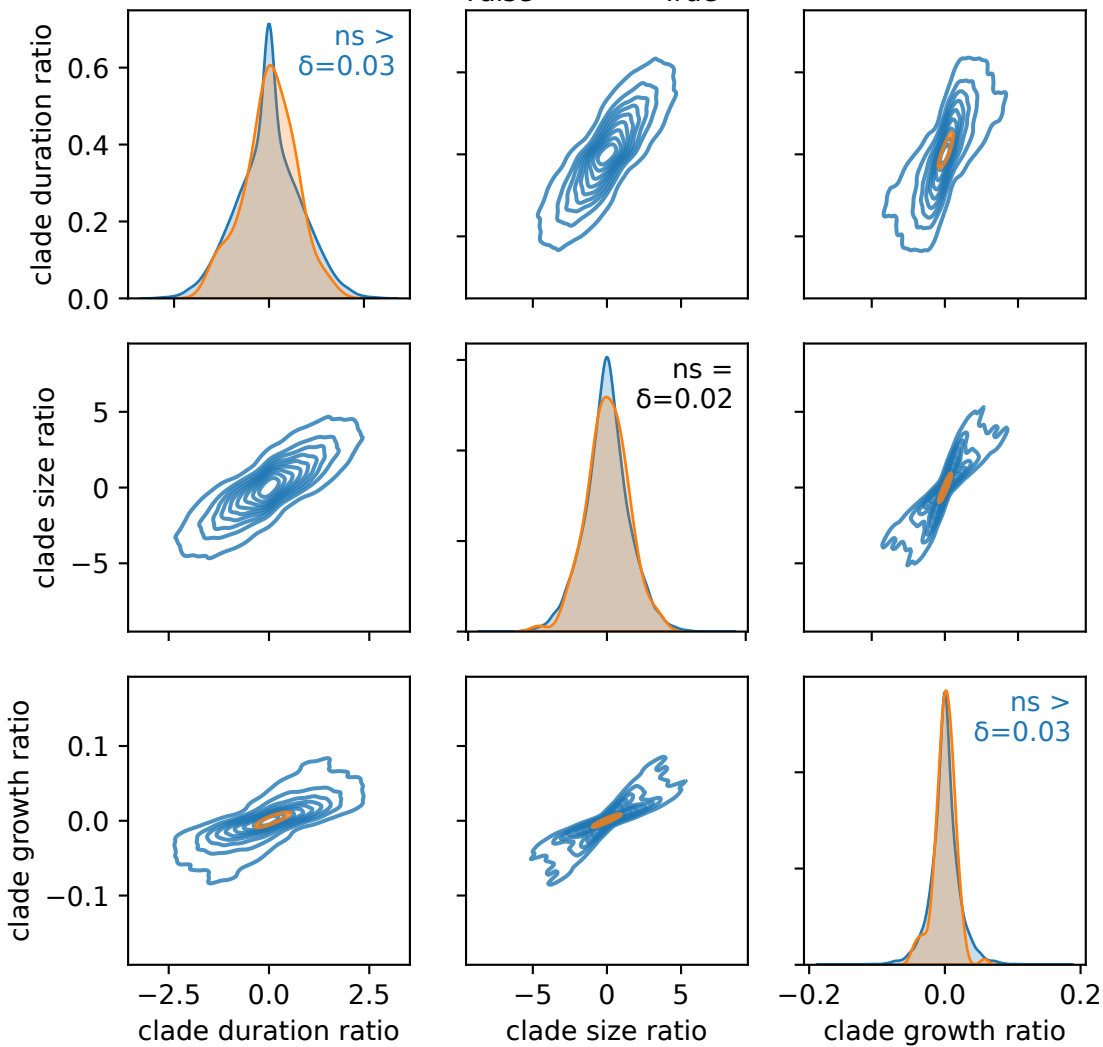 ns >
δ=0.03
clade duration ratio
0.6
0.4
0.2
0.0
ns =
δ=0.02
clade size ratio
5
0
−5
ns >
δ=0.03
clade growth ratio
0.1
0.0
−0.1
−2.5 0.0 2.5
−5 0 5
−0.2 0.0 0.2
clade duration ratio
clade size ratio
clade growth ratio